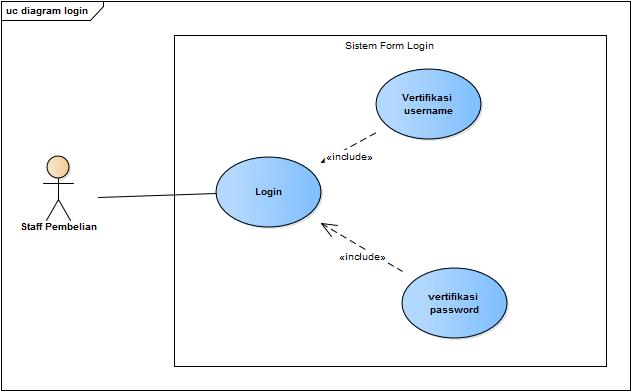 uc diagram login
Sistem Form Login
Vertifikasi
username
«include»
Login
Staff Pembelian
«include»
vertifikasi
password